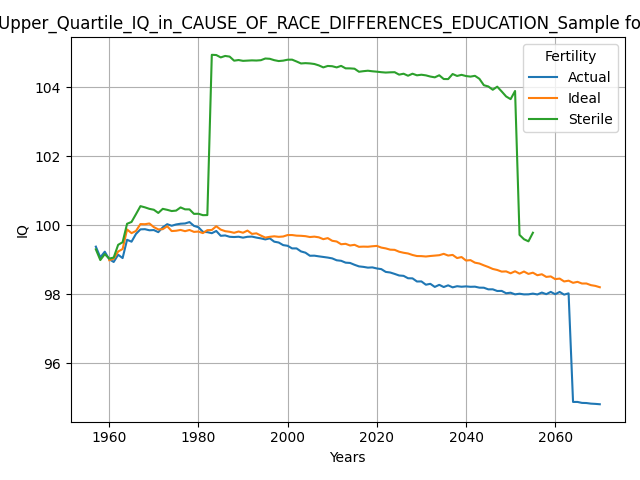 Upper_Quartile_IQ_in_CAUSE_OF_RACE_DIFFERENCES_EDUCATION_Sample fo
Fertility
Actual
Ideal
Sterile
104
102
100
98
96
IQ
1960
1980
2000
2020
2040
2060
Years